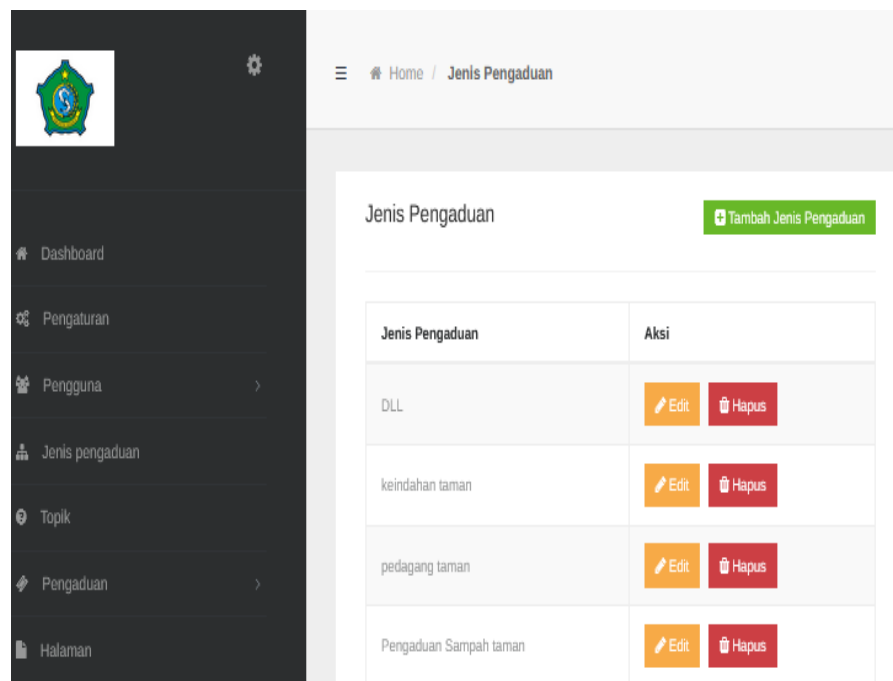 Home / Jenis Pengaduan
Dashboard
Pengaturan
Pengguna
Jenis pengaduan
Topik
Pengaduan
Halaman
Jenis Pengaduan
Tambah Jenis Pengaduan
Jenis Pengaduan Aksi
DLL Edit Hapus
keindahan taman Edit Hapus
pedagang taman Edit Hapus
Pengaduan Sampah taman Edit Hapus